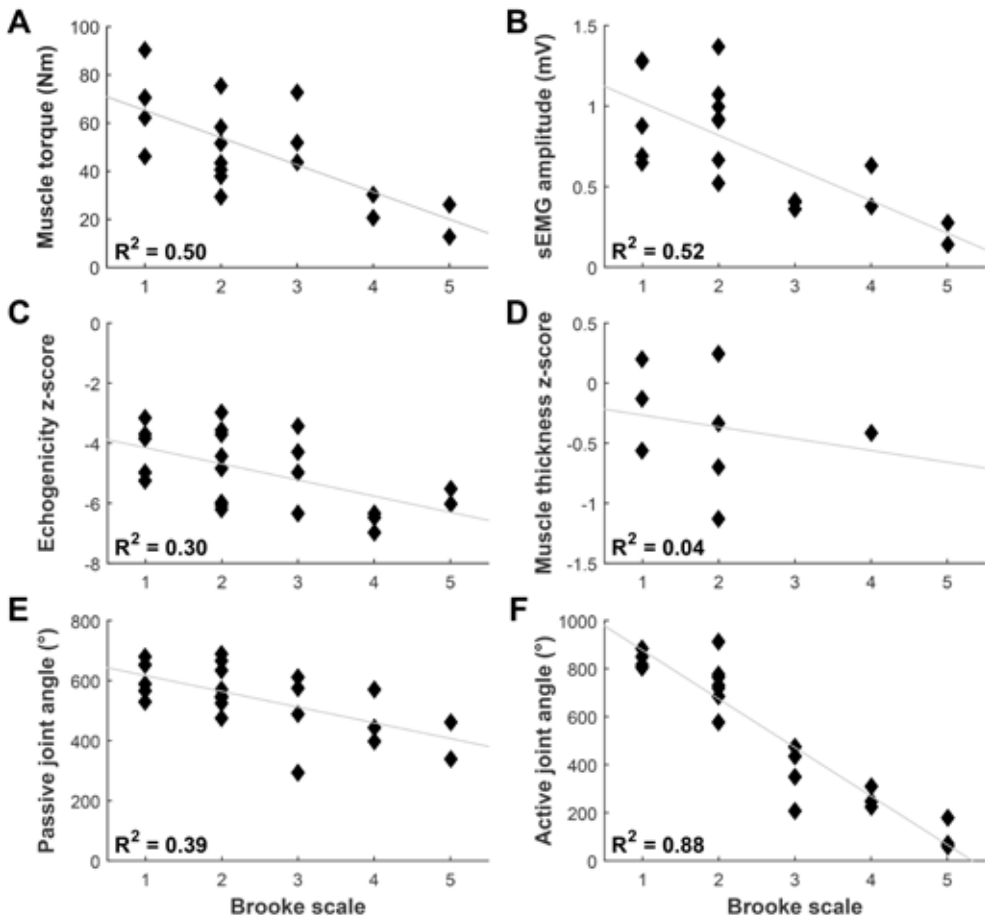 A
Muscle torque (Nm)
100
80
60
40
20
0
R² = 0.50
1 2 3 4 5
B
sEMG amplitude (mV)
1.5
1
0.5
0
R² = 0.52
1 2 3 4 5
C
Echogenicity z-score
-0
-2
-4
-6
-8
R² = 0.30
1 2 3 4 5
D
Muscle thickness z-score
0.5
0
-0.5
-1
-1.5
R² = 0.04
1 2 3 4 5
E
Passive joint angle (°)
800
600
400
200
0
R² = 0.39
1 2 3 4 5
Brooke scale
F
Active joint angle (°)
1000
800
600
400
200
0
R² = 0.88
1 2 3 4 5
Brooke scale